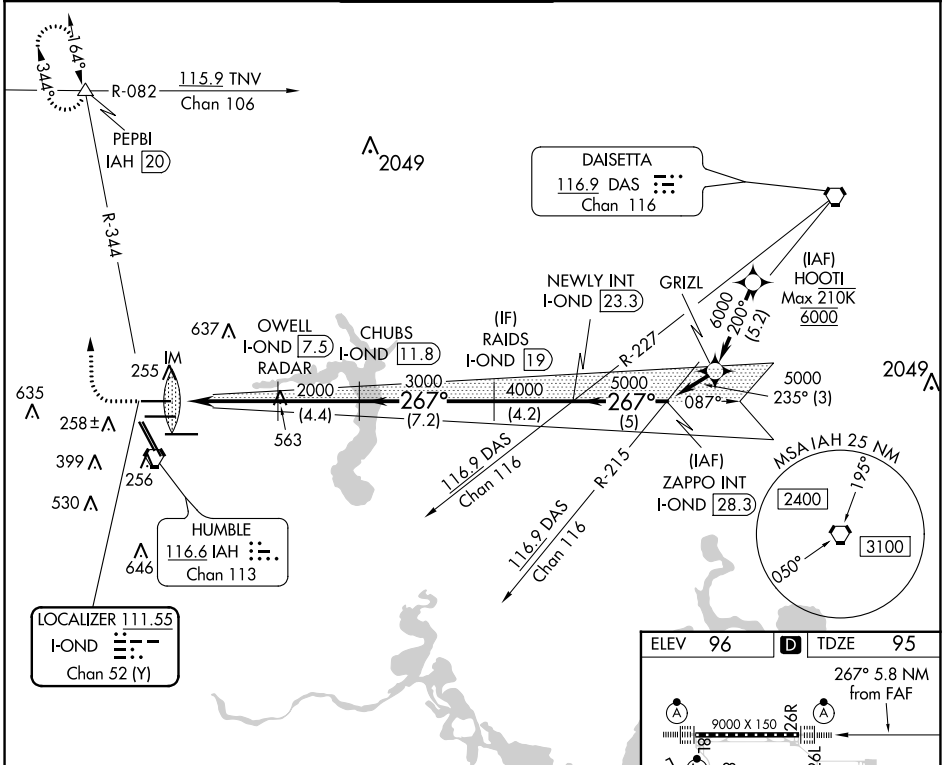 164°
344°
R-082
115.9 TNV
Chan 106
PEPBI
IAH 20
2049
DAISETTA
116.9 DAS
Chan 116
R-344
(IAF)
HOOTI
Max 210K
6000
NEWLY INT
I-OND 23.3
GRIZL
6000
200°
(5.2)
637
OWELL
I-OND 7.5
RADAR
CHUBS
I-OND 11.8
(IF)
RAIDS
I-OND 19
R-227
255
IM
2049
635
2000
3000
4000
5000
5000
235° (3)
267°
267°
087°
(4.4)
(7.2)
(4.2)
(5)
258±
563
399
256
530
116.9 DAS
Chan 116
R-215
(IAF)
ZAPPO INT
I-OND 28.3
MSA IAH 25 NM
195°
2400
3100
050°
116.9 DAS
Chan 116
HUMBLE
116.6 IAH
Chan 113
646
LOCALIZER 111.55
I-OND
Chan 52 (Y)
ELEV 96
D
TDZE 95
267° 5.8 NM
from FAF
A
A
9000 X 150
26R
26L